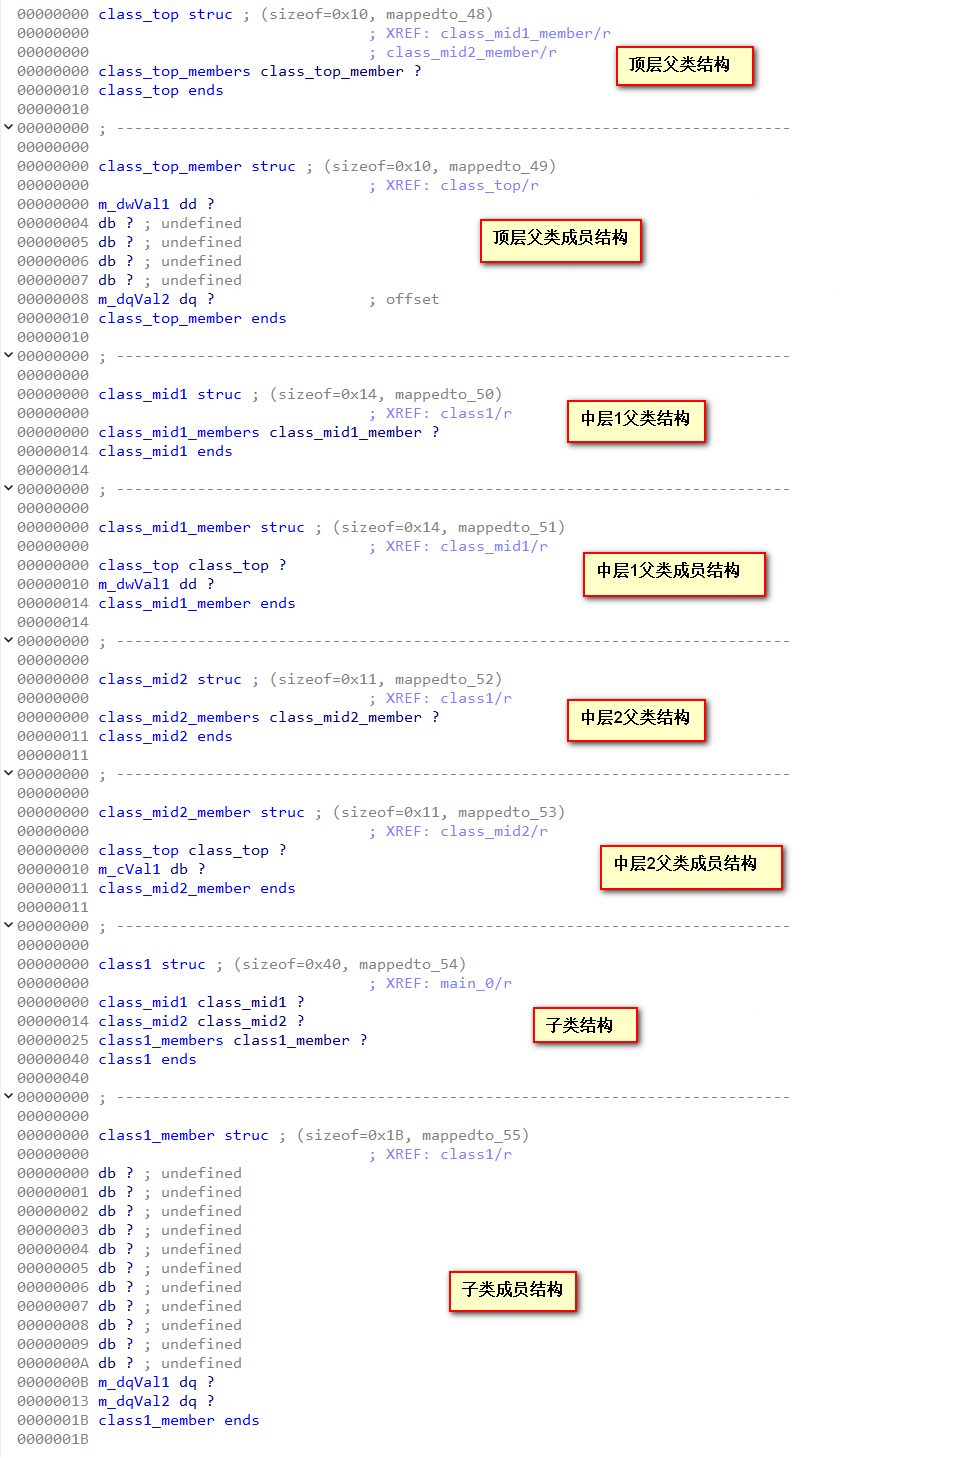 00000000 class_top struc ; (sizeof=0x10, mappedto_48)
00000000 ; XREF: class_mid1_member/r
00000000 ; class_mid2_member/r
00000000 class_top_members class_top_member ?
顶层父类结构
00000010 class_top ends
00000010
00000000 ; ---------------------------------------------------------------------------
00000000
00000000 class_top_member struc ; (sizeof=0x10, mappedto_49)
00000000 ; XREF: class_top/r
00000000 m_dwVal1 dd ?
00000004 db ? ; undefined
00000005 db ? ; undefined
顶层父类成员结构
00000006 db ? ; undefined
00000007 db ? ; undefined
00000008 m_dqVal2 dq ? ; offset
00000010 class_top_member ends
00000010
00000000 ; ---------------------------------------------------------------------------
00000000
00000000 class_mid1 struc ; (sizeof=0x14, mappedto_50)
00000000 ; XREF: class1/r
中层1父类结构
00000000 class_mid1_members class_mid1_member ?
00000014 class_mid1 ends
00000014
00000000 ; ---------------------------------------------------------------------------
00000000
00000000 class_mid1_member struc ; (sizeof=0x14, mappedto_51)
00000000 ; XREF: class_mid1/r
00000000 class_top class_top ?
中层1父类成员结构
00000010 m_dwVal1 dd ?
00000014 class_mid1_member ends
00000014
00000000 ; ---------------------------------------------------------------------------
00000000
00000000 class_mid2 struc ; (sizeof=0x11, mappedto_52)
00000000 ; XREF: class1/r
00000000 class_mid2_members class_mid2_member ?
中层2父类结构
00000011 class_mid2 ends
00000011
00000000 ; ---------------------------------------------------------------------------
00000000
00000000 class_mid2_member struc ; (sizeof=0x11, mappedto_53)
00000000 ; XREF: class_mid2/r
00000000 class_top class_top ?
中层2父类成员结构
00000010 m_cVal1 db ?
00000011 class_mid2_member ends
00000011
00000000 ; ---------------------------------------------------------------------------
00000000
00000000 class1 struc ; (sizeof=0x40, mappedto_54)
00000000 ; XREF: main_0/r
00000000 class_mid1 class_mid1 ?
00000014 class_mid2 class_mid2 ?
子类结构
00000025 class1_members class1_member ?
00000040 class1 ends
00000040
00000000 ; ---------------------------------------------------------------------------
00000000
00000000 class1_member struc ; (sizeof=0x1B, mappedto_55)
00000000 ; XREF: class1/r
00000000 db ? ; undefined
00000001 db ? ; undefined
00000002 db ? ; undefined
00000003 db ? ; undefined
00000004 db ? ; undefined
00000005 db ? ; undefined
00000006 db ? ; undefined
子类成员结构
00000007 db ? ; undefined
00000008 db ? ; undefined
00000009 db ? ; undefined
0000000A db ? ; undefined
0000000B m_dqVal1 dq ?
00000013 m_dqVal2 dq ?
0000001B class1_member ends
0000001B